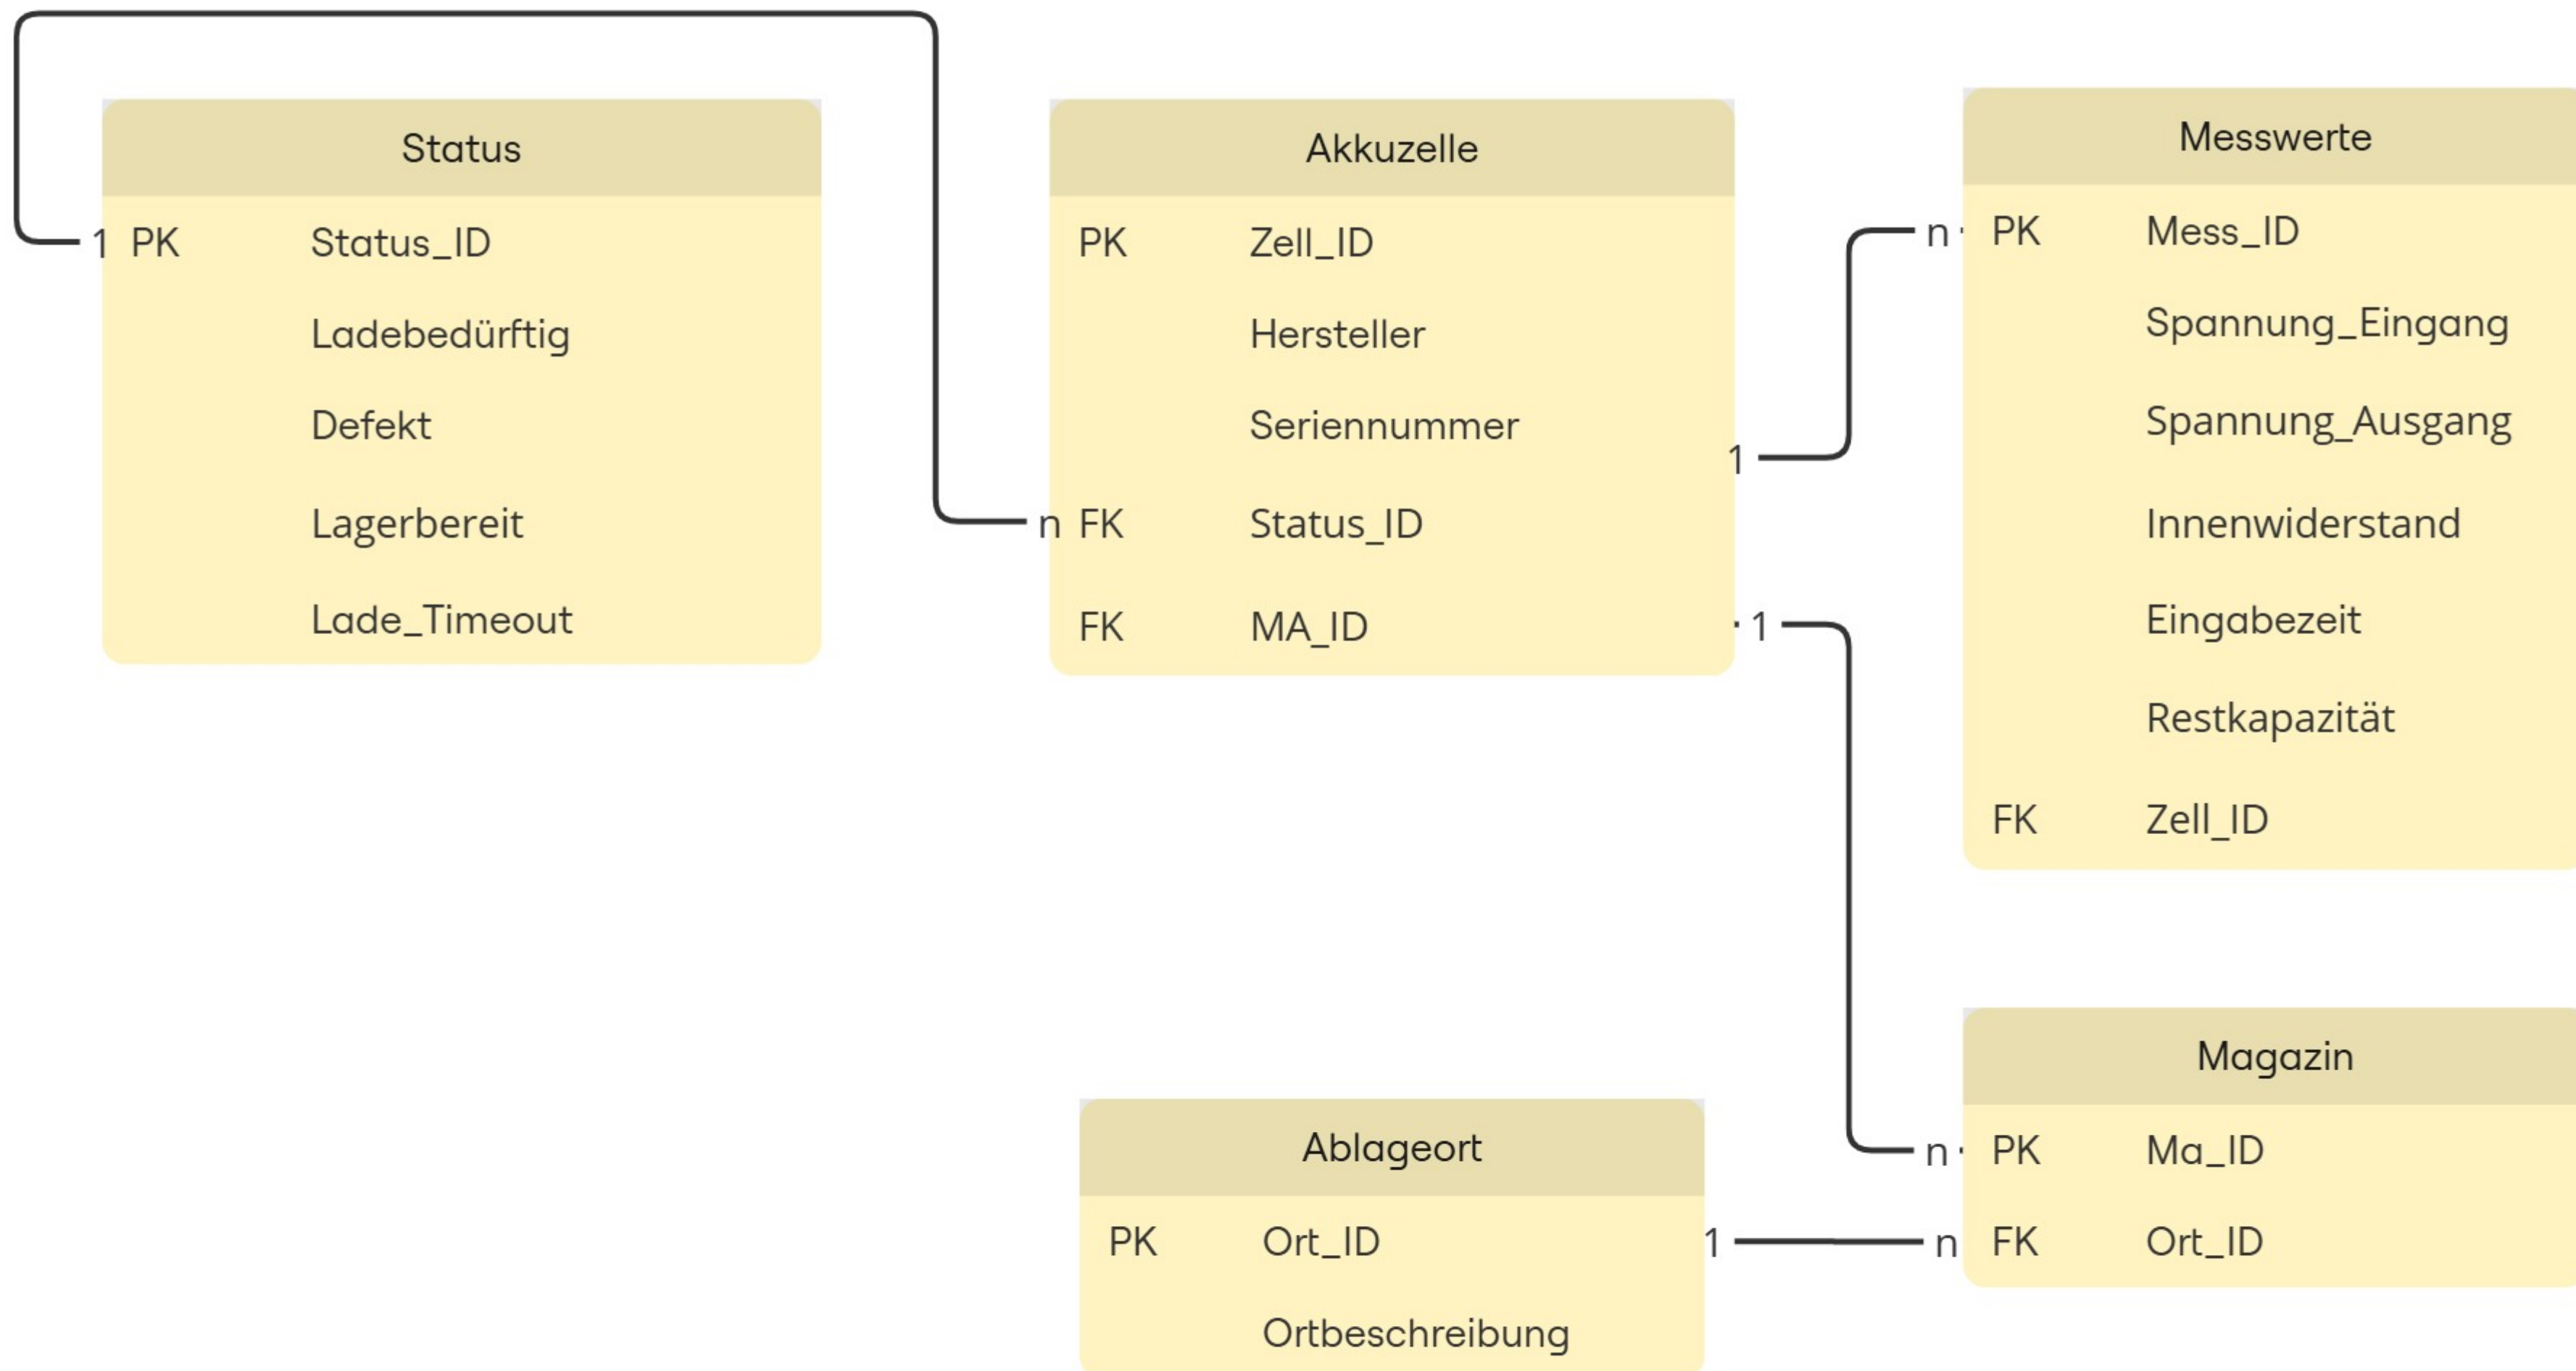 Status
1 PK Status_ID
Ladebedürftig
Defekt
Lagerbereit
Lade_Timeout
Akkuzelle
PK Zell_ID
Hersteller
Seriennummer
1
n FK Status_ID
FK MA_ID 1
Messwerte
n PK Mess_ID
Spannung_Eingang
Spannung_Ausgang
Innenwiderstand
Eingabezeit
Restkapazität
FK Zell_ID
Ablageort
PK Ort_ID 1
Ortbeschreibung
Magazin
n PK Ma_ID
n FK Ort_ID